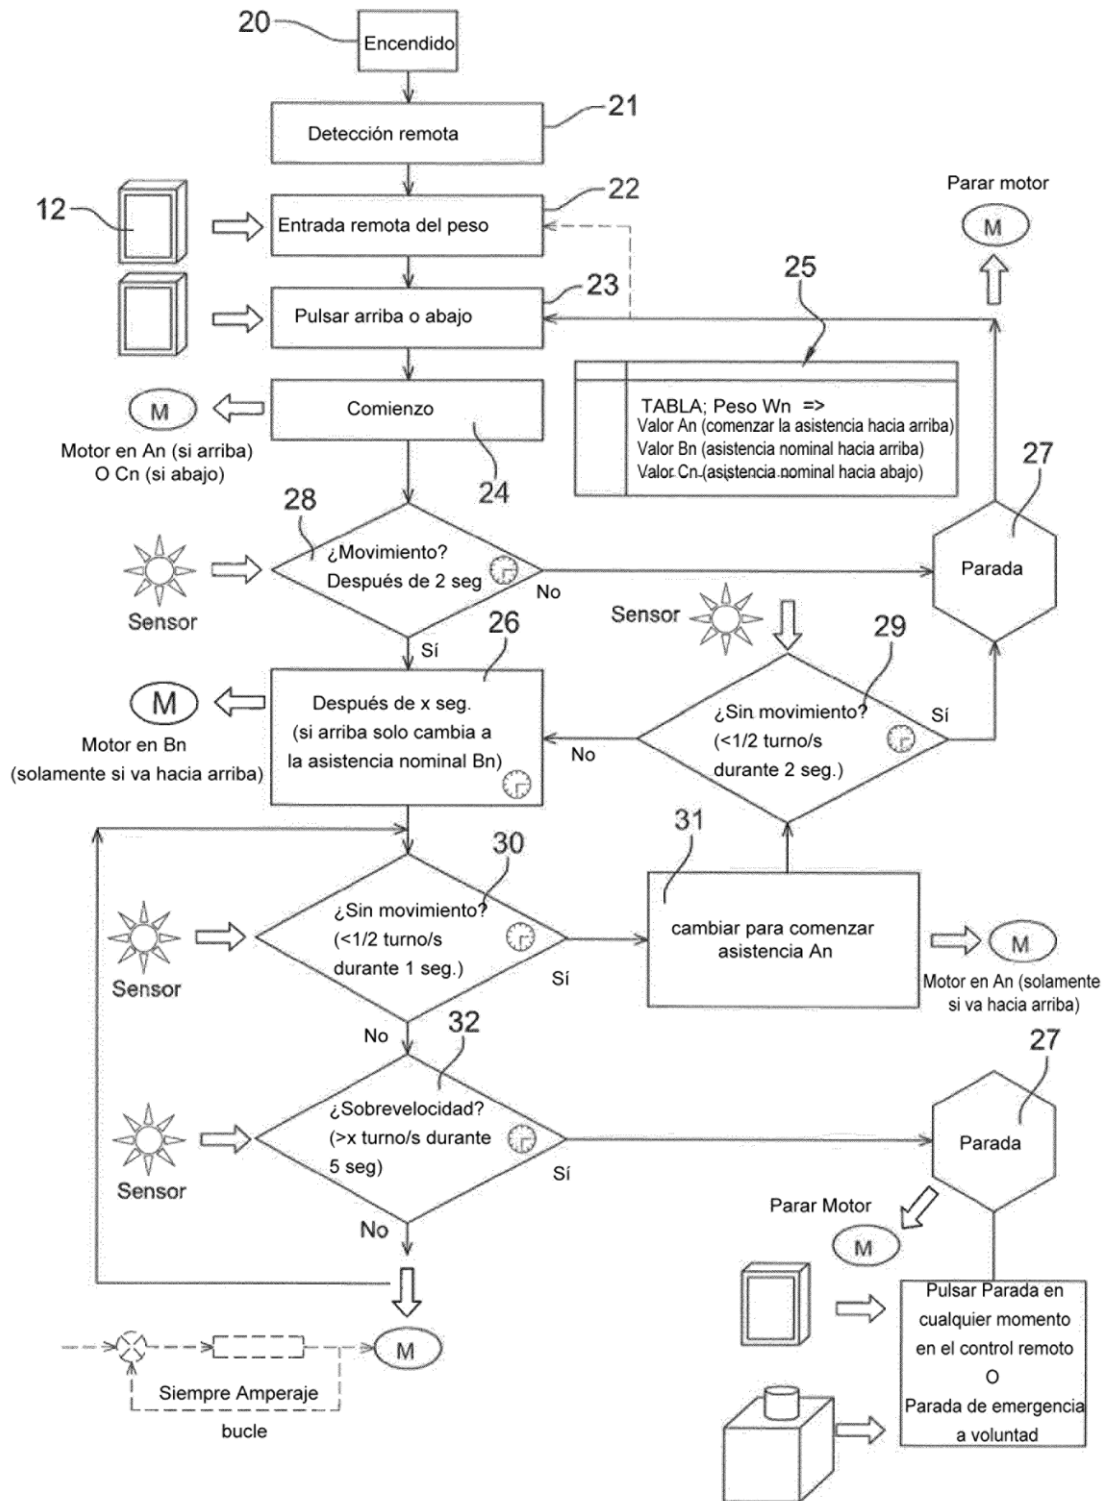 20
Encendido
21
Detección remota
22
12
Entrada remota del peso
Parar motor
M
23
25
Pulsar arriba o abajo
M
Comienzo
Motor en An (si arriba)
O Cn (si abajo)
24
TABLA; Peso Wn =>
Valor An (comenzar la asistencia hacia arriba)
Valor Bn (asistencia nominal hacia arriba)
Valor Cn (asistencia nominal hacia abajo)
27
Parada
28
¿Movimiento?
Después de 2 seg
No
Sensor
Sí
26
Sensor
29
M
Motor en Bn
(solamente si va hacia arriba)
Después de x seg.
(si arriba solo cambia a
la asistencia nominal Bn)
No
¿Sin movimiento?
(<1/2 turno/s
durante 2 seg.)
Sí
30
31
¿Sin movimiento?
(<1/2 turno/s
durante 1 seg.)
Sí
Sensor
cambiar para comenzar
asistencia An
M
Motor en An (solamente
si va hacia arriba)
No
32
27
¿Sobrevelocidad?
(>x turno/s durante
5 seg)
Sí
Sensor
Parada
No
Parar Motor
M
M
Siempre Amperaje
bucle
Pulsar Parada en
cualquier momento
en el control remoto
O
Parada de emergencia
a voluntad